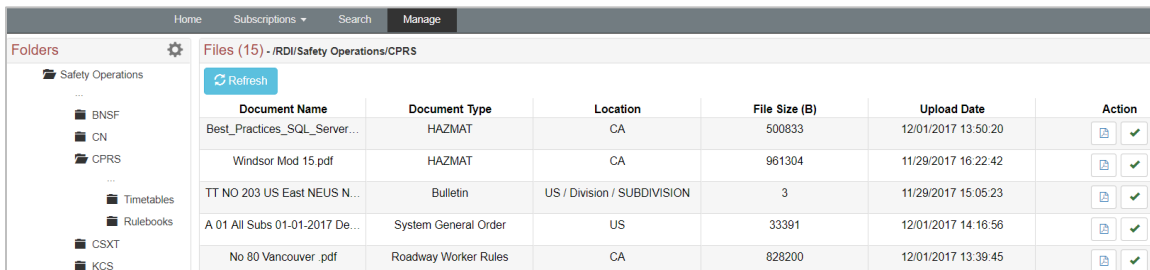 Home Subscriptions Search Manage
Folders
Safety Operations
...
BNSF
CN
CPRS
...
Timetables
Rulebooks
CSXT
KCS
Files (15) - /RDI/Safety Operations/CPRS
Refresh
Document Name Document Type Location File Size (B) Upload Date Action
Best_Practices_SQL_Server... HAZMAT CA 500833 12/01/2017 13:50:20
Windsor Mod 15.pdf HAZMAT CA 961304 11/29/2017 16:22:42
TT NO 203 US East NEUS N... Bulletin US / Division / SUBDIVISION 3 11/29/2017 15:05:23
A 01 All Subs 01-01-2017 De... System General Order US 33391 12/01/2017 14:16:56
No 80 Vancouver .pdf Roadway Worker Rules CA 828200 12/01/2017 13:39:45